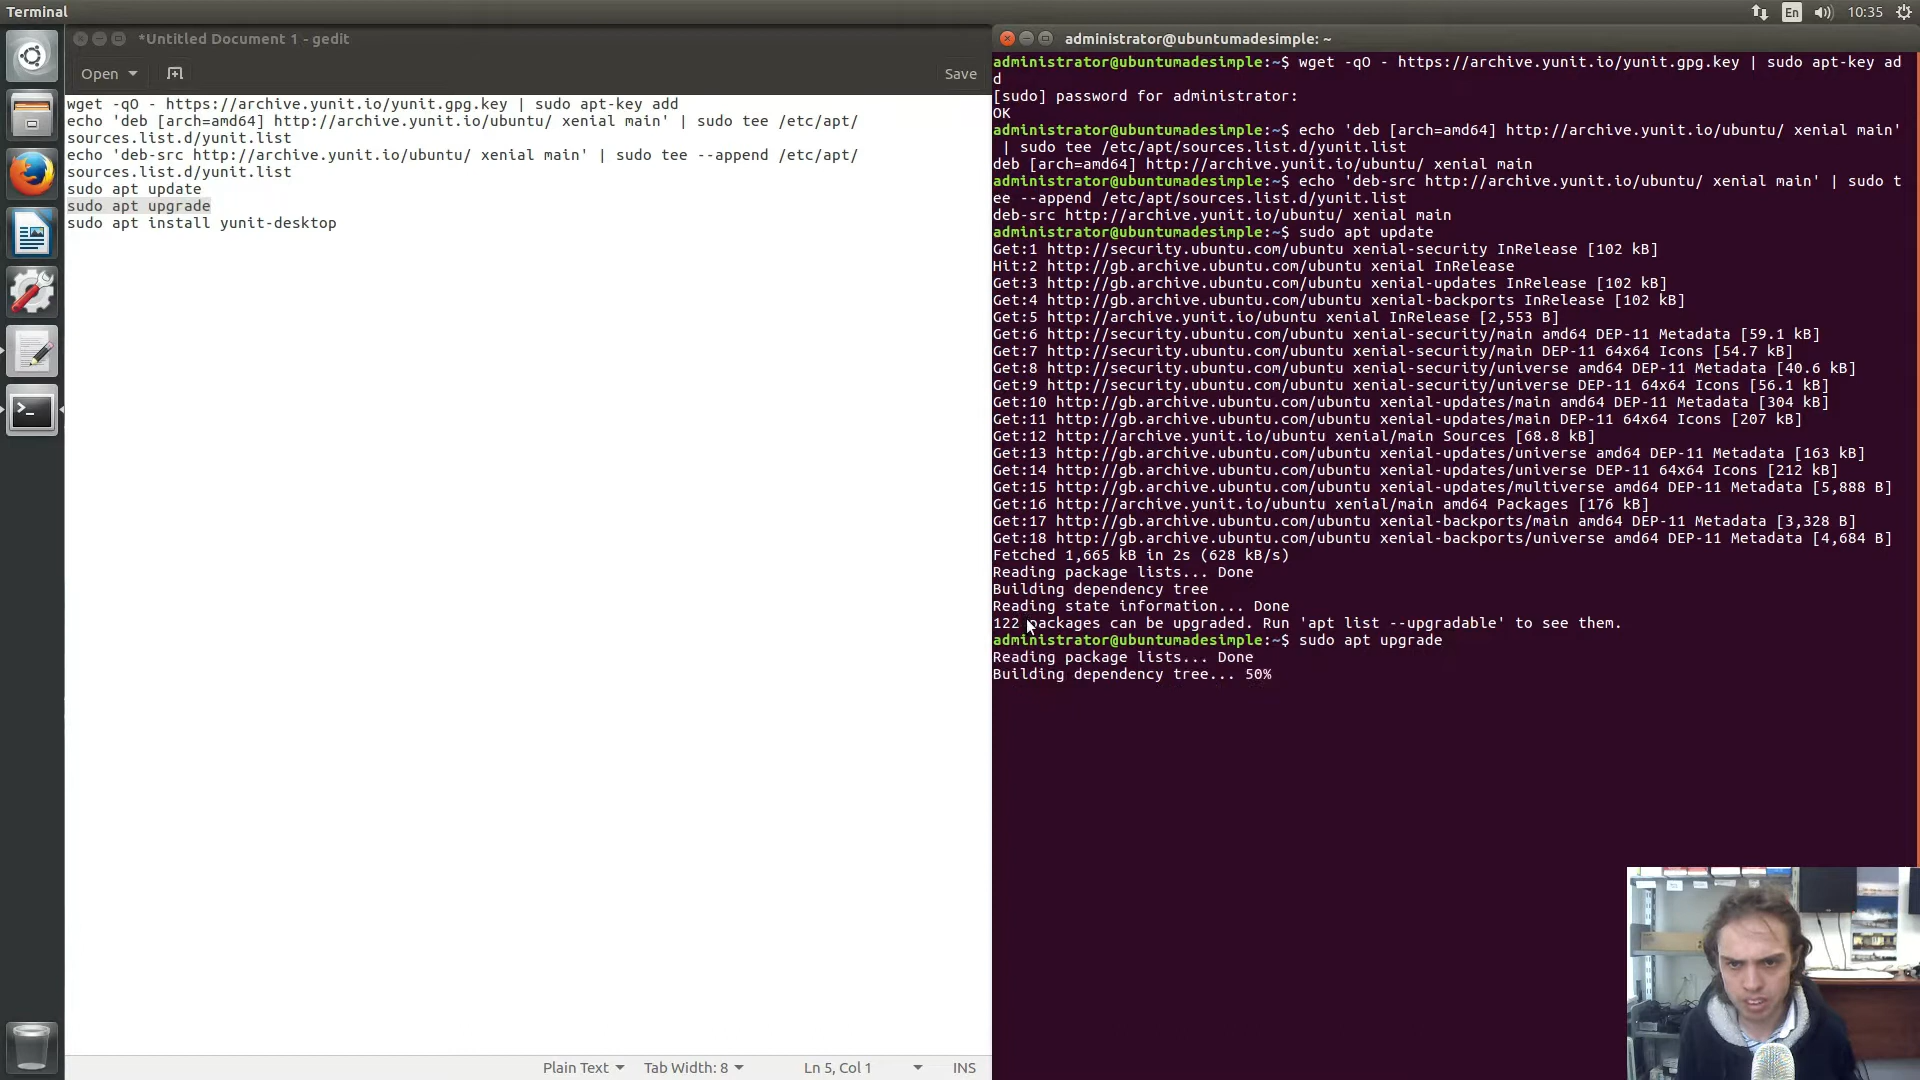 Terminal
En
10:35
*Untitled Document 1 - gedit
Open
Save
wget -qO - https://archive.yunit.io/yunit.gpg.key | sudo apt-key add
echo 'deb [arch=amd64] http://archive.yunit.io/ubuntu/ xenial main' | sudo tee /etc/apt/
sources.list.d/yunit.list
echo 'deb-src http://archive.yunit.io/ubuntu/ xenial main' | sudo tee --append /etc/apt/
sources.list.d/yunit.list
sudo apt update
sudo apt upgrade
sudo apt install yunit-desktop
Plain Text
Tab Width: 8
Ln 5, Col 1
INS
administrator@ubuntumadesimple: ~
administrator@ubuntumadesimple:~$ wget -qO - https://archive.yunit.io/yunit.gpg.key | sudo apt-key ad
d
[sudo] password for administrator:
OK
administrator@ubuntumadesimple:~$ echo 'deb [arch=amd64] http://archive.yunit.io/ubuntu/ xenial main'
| sudo tee /etc/apt/sources.list.d/yunit.list
deb [arch=amd64] http://archive.yunit.io/ubuntu/ xenial main
administrator@ubuntumadesimple:~$ echo 'deb-src http://archive.yunit.io/ubuntu/ xenial main' | sudo t
ee --append /etc/apt/sources.list.d/yunit.list
deb-src http://archive.yunit.io/ubuntu/ xenial main
administrator@ubuntumadesimple:~$ sudo apt update
Get:1 http://security.ubuntu.com/ubuntu xenial-security InRelease [102 kB]
Hit:2 http://gb.archive.ubuntu.com/ubuntu xenial InRelease
Get:3 http://gb.archive.ubuntu.com/ubuntu xenial-updates InRelease [102 kB]
Get:4 http://gb.archive.ubuntu.com/ubuntu xenial-backports InRelease [102 kB]
Get:5 http://archive.yunit.io/ubuntu xenial InRelease [2,553 B]
Get:6 http://security.ubuntu.com/ubuntu xenial-security/main amd64 DEP-11 Metadata [59.1 kB]
Get:7 http://security.ubuntu.com/ubuntu xenial-security/main DEP-11 64x64 Icons [54.7 kB]
Get:8 http://security.ubuntu.com/ubuntu xenial-security/universe amd64 DEP-11 Metadata [40.6 kB]
Get:9 http://security.ubuntu.com/ubuntu xenial-security/universe DEP-11 64x64 Icons [56.1 kB]
Get:10 http://gb.archive.ubuntu.com/ubuntu xenial-updates/main amd64 DEP-11 Metadata [304 kB]
Get:11 http://gb.archive.ubuntu.com/ubuntu xenial-updates/main DEP-11 64x64 Icons [207 kB]
Get:12 http://archive.yunit.io/ubuntu xenial/main Sources [68.8 kB]
Get:13 http://gb.archive.ubuntu.com/ubuntu xenial-updates/universe amd64 DEP-11 Metadata [163 kB]
Get:14 http://gb.archive.ubuntu.com/ubuntu xenial-updates/universe DEP-11 64x64 Icons [212 kB]
Get:15 http://gb.archive.ubuntu.com/ubuntu xenial-updates/multiverse amd64 DEP-11 Metadata [5,888 B]
Get:16 http://archive.yunit.io/ubuntu xenial/main amd64 Packages [176 kB]
Get:17 http://gb.archive.ubuntu.com/ubuntu xenial-backports/main amd64 DEP-11 Metadata [3,328 B]
Get:18 http://gb.archive.ubuntu.com/ubuntu xenial-backports/universe amd64 DEP-11 Metadata [4,684 B]
Fetched 1,665 kB in 2s (628 kB/s)
Reading package lists... Done
Building dependency tree
Reading state information... Done
122 packages can be upgraded. Run 'apt list --upgradable' to see them.
administrator@ubuntumadesimple:~$ sudo apt upgrade
Reading package lists... Done
Building dependency tree... 50%